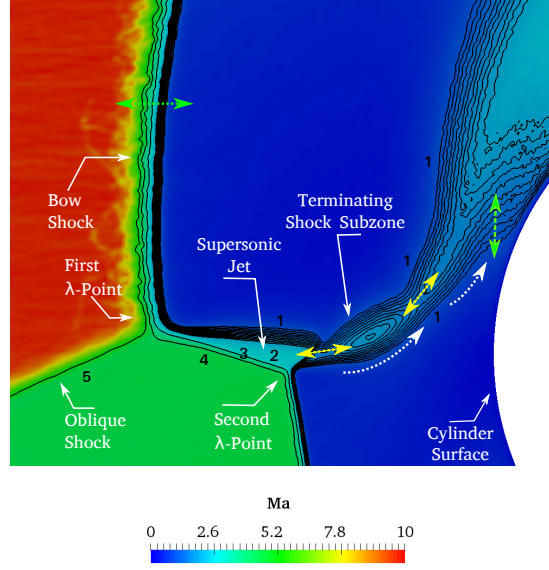 1
Bow
Shock
Terminating
Shock Subzone
Supersonic
Jet
1
First
λ-Point
1
1
4
3
2
5
Oblique
Shock
Second
λ-Point
Cylinder
Surface
Ma
0
2.6
5.2
7.8
10